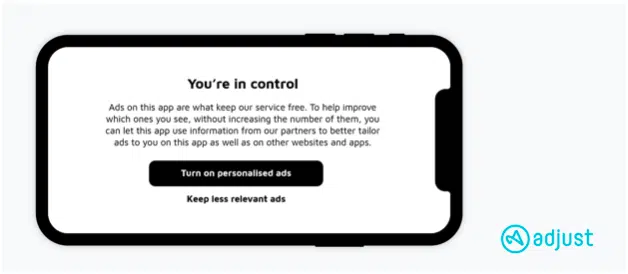 You're in control
Ads on this app are what keep our service free. To help improve
which ones you see, without increasing the number of them, you
can let this app use information from our partners to better tailor
ads to you on this app as well as on other websites and apps.
Turn on personalised ads
Keep less relevant ads
adjust